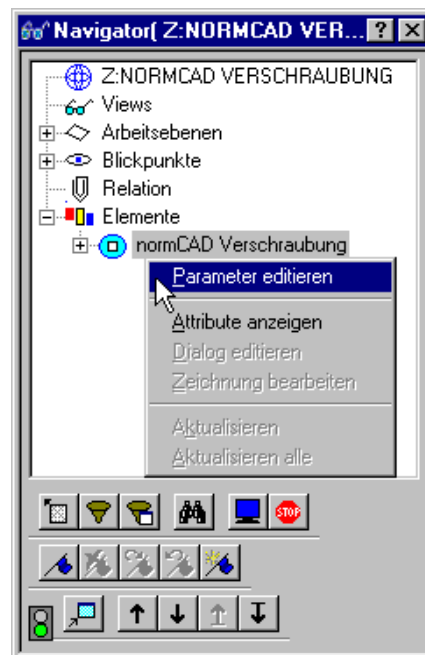 Navigator( Z:NORMCAD VER...
Z:NORMCAD VERSCHRAUBUNG
Views
Arbeitsebenen
Blickpunkte
Relation
Elemente
normCAD Verschraubung
Parameter editieren
Attribute anzeigen
Dialog editieren
Zeichnung bearbeiten
Aktualisieren
Aktualisieren alle
STOP